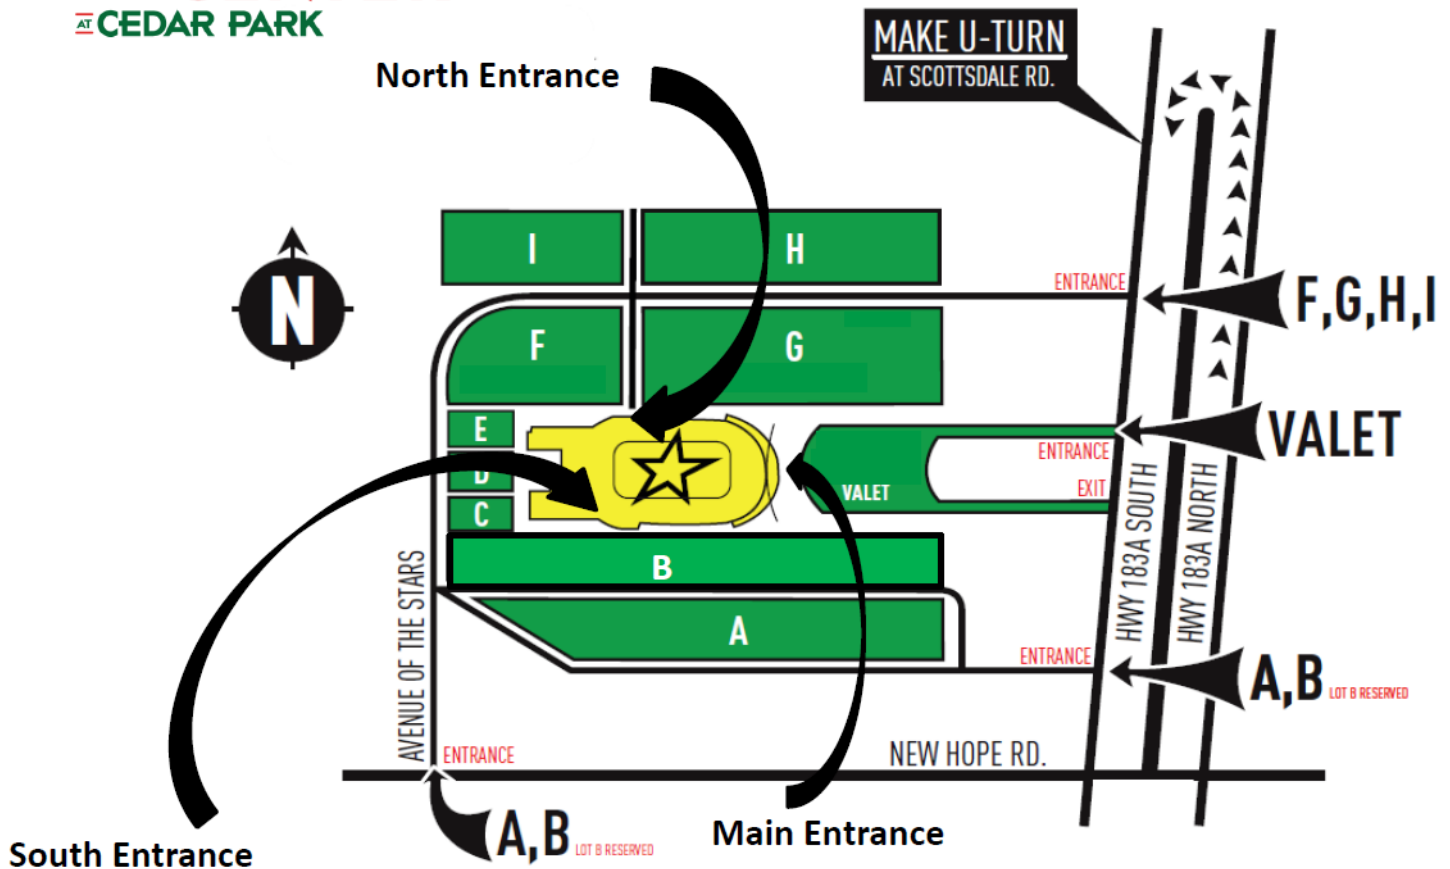 AT CEDAR PARK
MAKE U-TURN
AT SCOTTSDALE RD.
North Entrance
I
H
N
ENTRANCE
F,G,H,I
F
G
E
VALET
ENTRANCE
D
EXIT
VALET
C
HWY 183A SOUTH
HWY 183A NORTH
B
AVENUE OF THE STARS
A
ENTRANCE
A,B LOT B RESERVED
ENTRANCE
NEW HOPE RD.
A,B LOT B RESERVED
Main Entrance
South Entrance